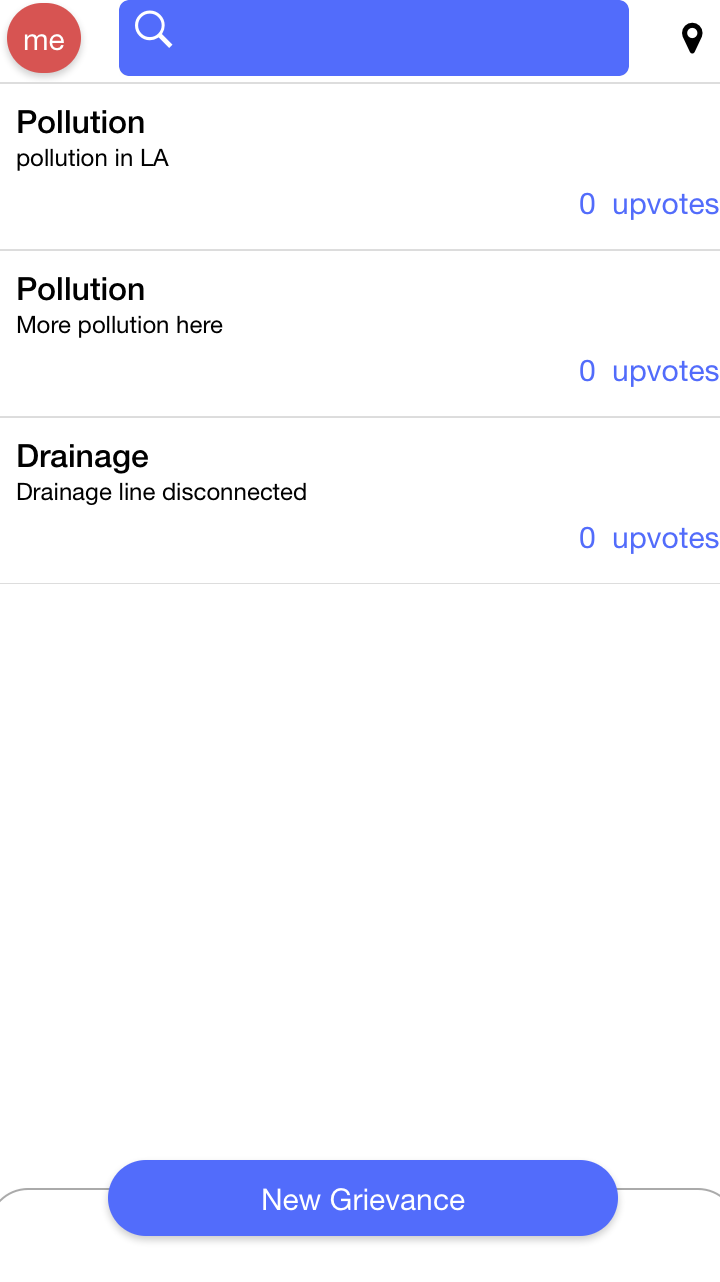 me
Pollution
pollution in LA
0 upvotes
Pollution
More pollution here
0 upvotes
Drainage
Drainage line disconnected
0 upvotes
New Grievance